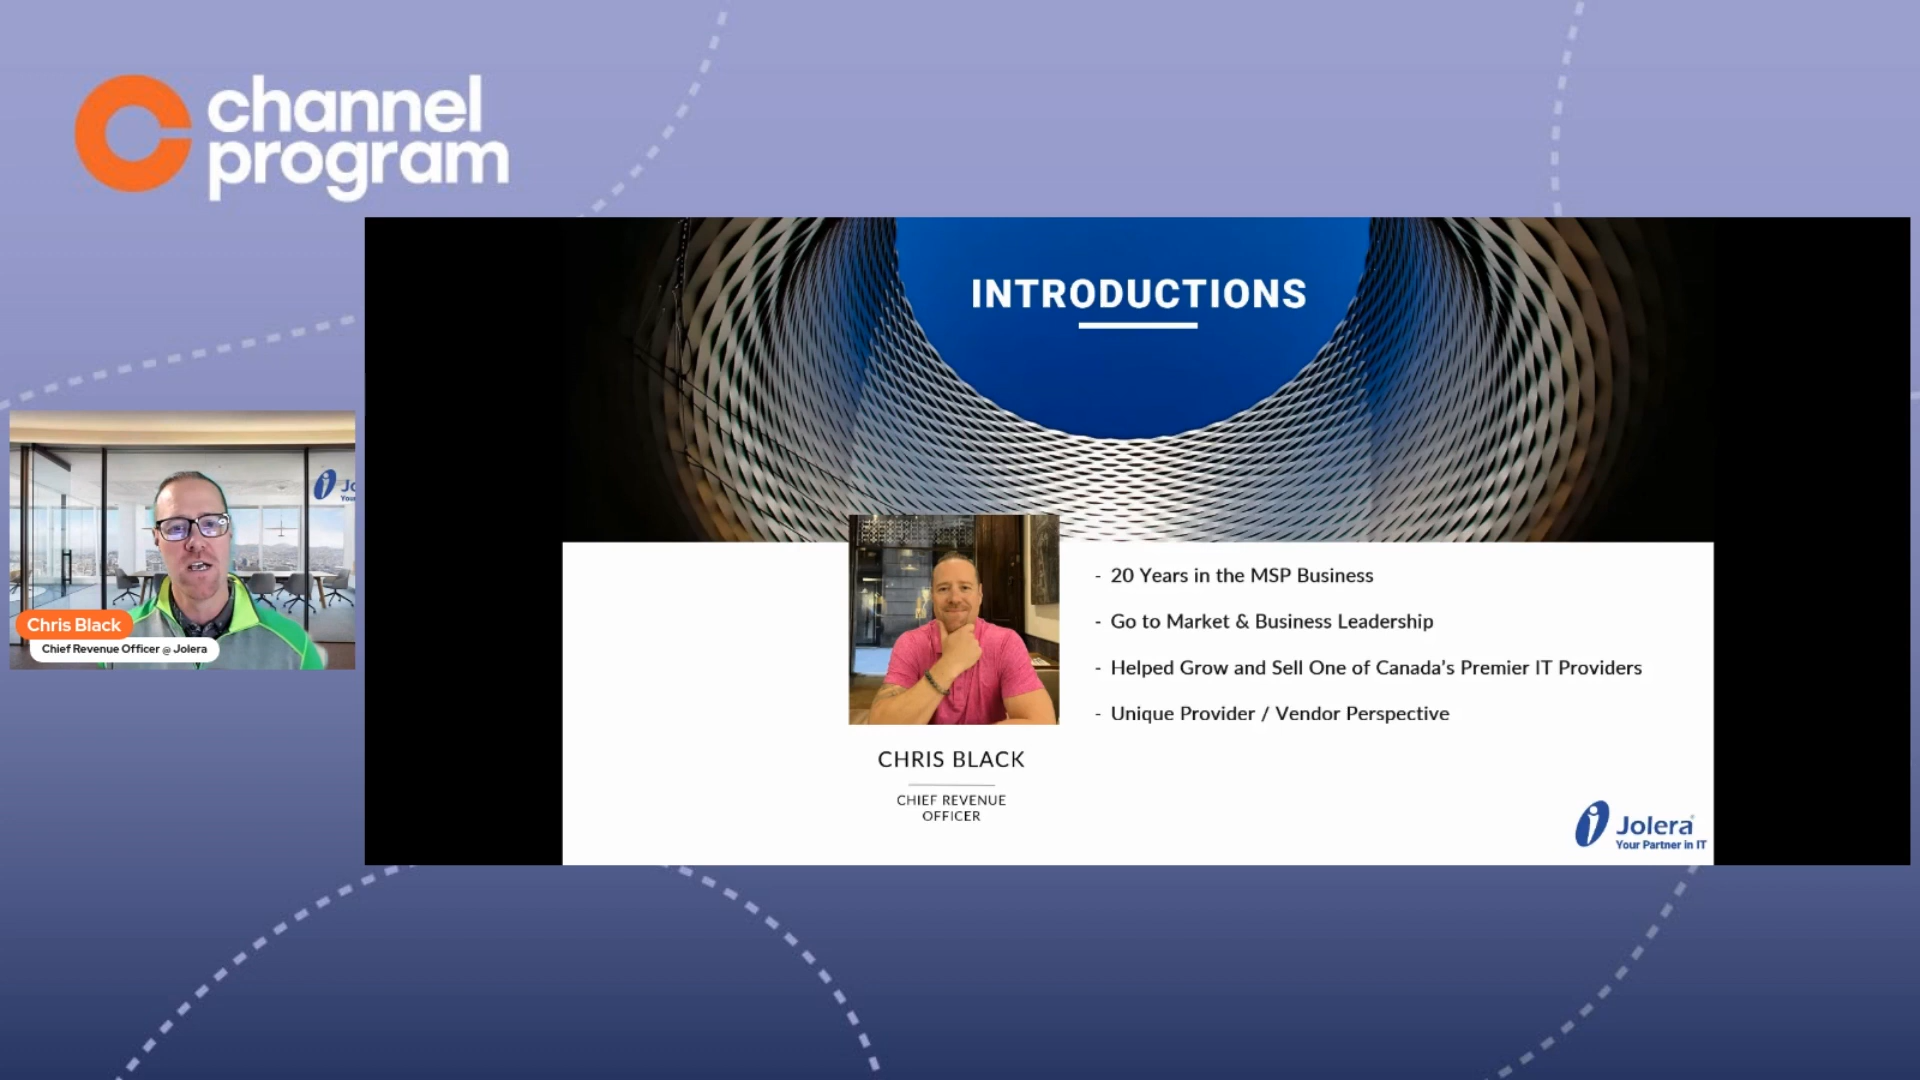 channel
program
INTRODUCTIONS
Chris Black
Chief Revenue Officer @ Jolera
- 20 Years in the MSP Business
- Go to Market & Business Leadership
- Helped Grow and Sell One of Canada’s Premier IT Providers
- Unique Provider / Vendor Perspective
CHRIS BLACK
CHIEF REVENUE
OFFICER
Jolera
Your Partner in IT